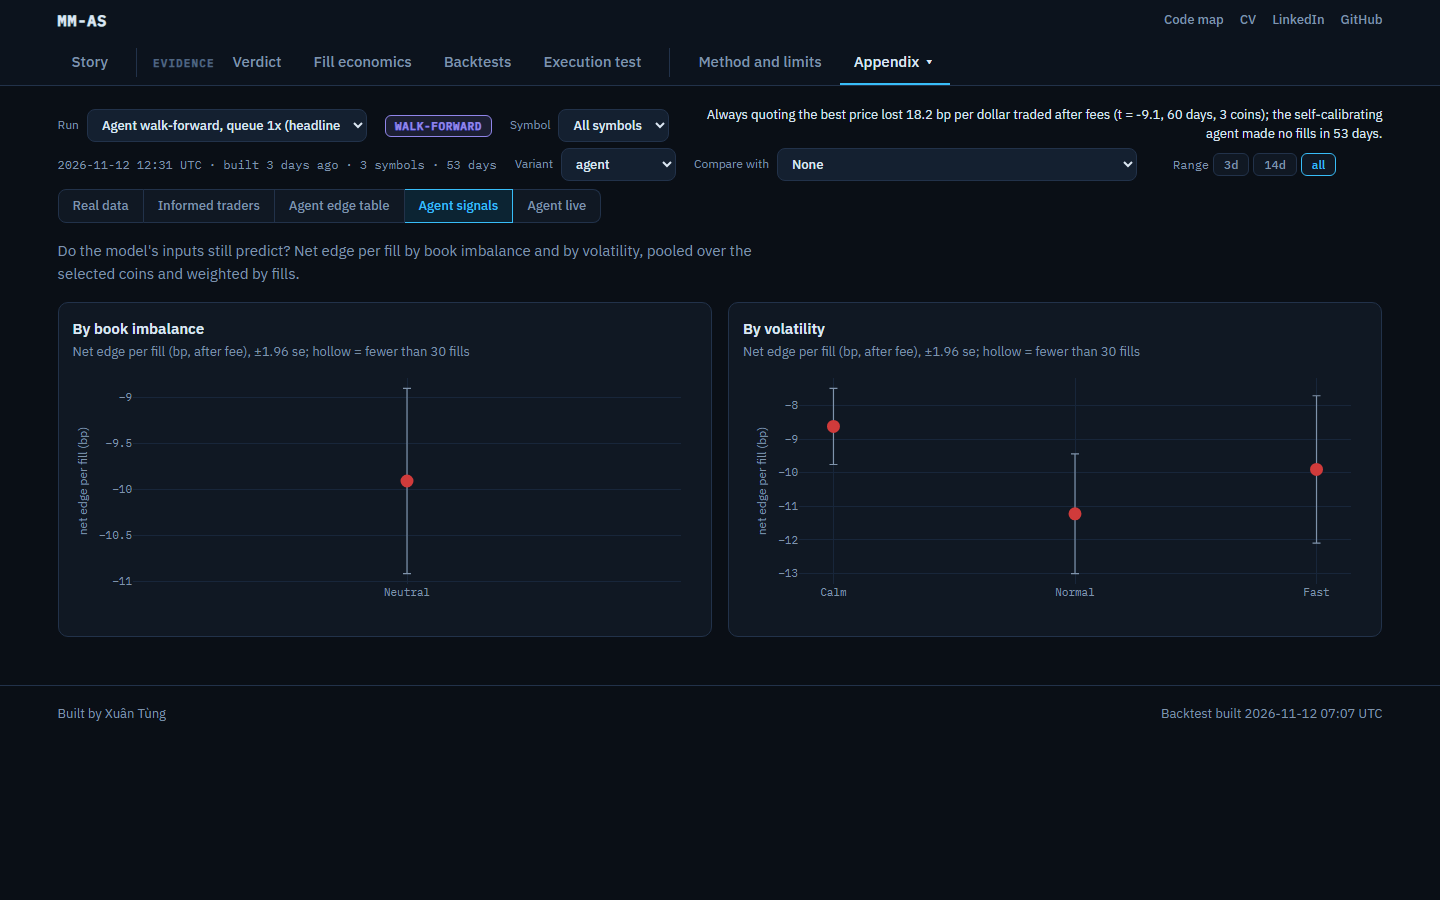 MM-AS
Code map CV LinkedIn GitHub
Story EVIDENCE Verdict Fill economics Backtests Execution test Method and limits Appendix ▾
Run Agent walk-forward, queue 1x (headline WALK-FORWARD Symbol All symbols
Always quoting the best price lost 18.2 bp per dollar traded after fees (t = -9.1, 60 days, 3 coins); the self-calibrating
agent made no fills in 53 days.
2026-11-12 12:31 UTC · built 3 days ago · 3 symbols · 53 days Variant agent Compare with None Range 3d 14d all
Real data Informed traders Agent edge table Agent signals Agent live
Do the model's inputs still predict? Net edge per fill by book imbalance and by volatility, pooled over the
selected coins and weighted by fills.
By book imbalance
Net edge per fill (bp, after fee), ±1.96 se; hollow = fewer than 30 fills
net edge per fill (bp)
−9
−9.5
−10
−10.5
−11
Neutral
By volatility
Net edge per fill (bp, after fee), ±1.96 se; hollow = fewer than 30 fills
net edge per fill (bp)
−8
−9
−10
−11
−12
−13
Calm Normal Fast
Built by Xuân Tùng
Backtest built 2026-11-12 07:07 UTC